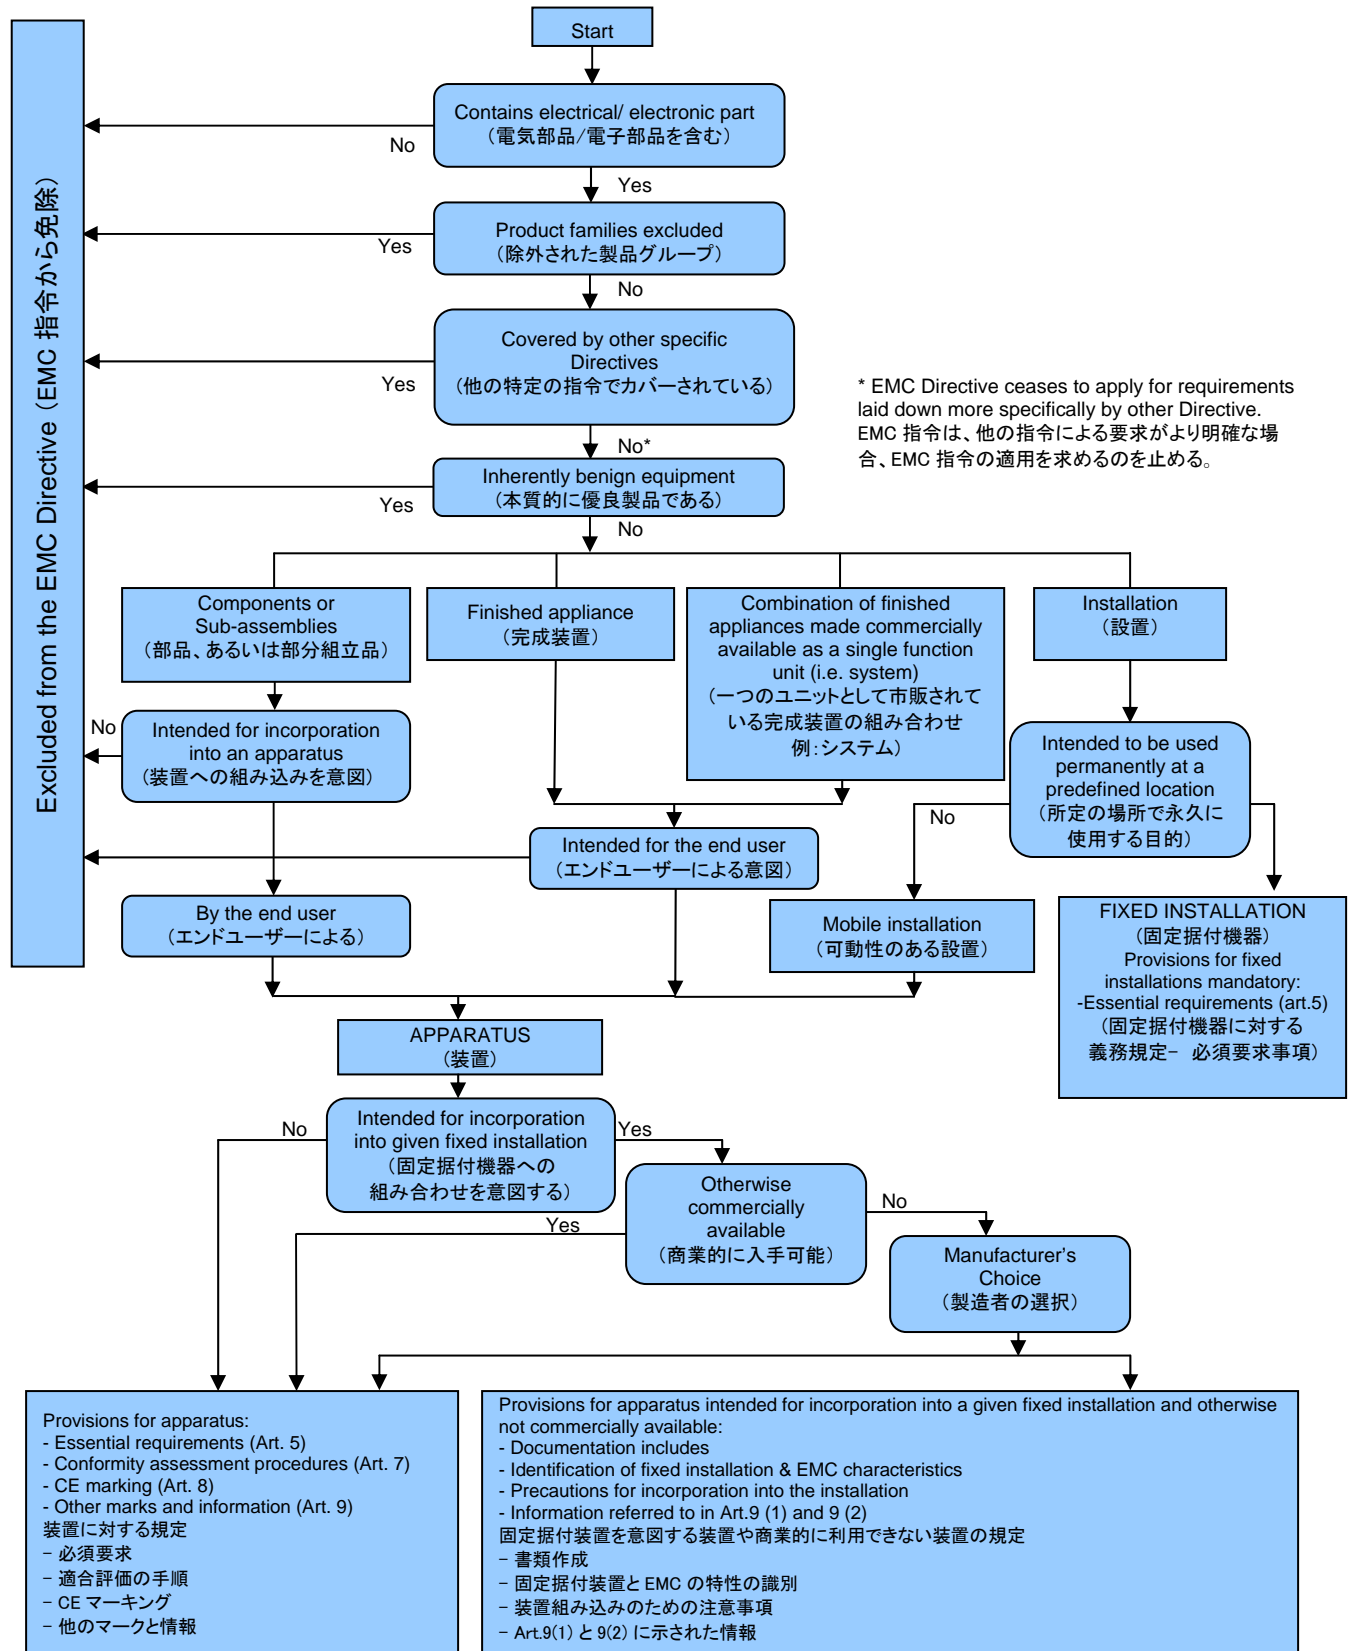 Start
Contains electrical/ electronic part
（電気部品/電子部品を含む）
No
Yes
Product families excluded
（除外された製品グループ）
Yes
No
Covered by other specific
Directives
（他の特定の指令でカバーされている）
Yes
No*
* EMC Directive ceases to apply for requirements
laid down more specifically by other Directive.
EMC 指令は、他の指令による要求がより明確な場
合、EMC 指令の適用を求めるのを止める。
Inherently benign equipment
（本質的に優良製品である）
Yes
No
Excluded from the EMC Directive（EMC 指令から免除）
Components or
Sub-assemblies
（部品、あるいは部分組立品）
Finished appliance
（完成装置）
Combination of finished
appliances made commercially
available as a single function
unit (i.e. system)
（一つのユニットとして市販されて
いる完成装置の組み合わせ
例：システム）
Installation
（設置）
No
Intended for incorporation
into an apparatus
（装置への組み込みを意図）
Intended to be used
permanently at a
predefined location
（所定の場所で永久に
使用する目的）
No
Intended for the end user
（エンドユーザーによる意図）
By the end user
（エンドユーザーによる）
Mobile installation
（可動性のある設置）
FIXED INSTALLATION
（固定据付機器）
Provisions for fixed
installations mandatory:
-Essential requirements (art.5)
（固定据付機器に対する
義務規定－ 必須要求事項）
APPARATUS
（装置）
Intended for incorporation
into given fixed installation
（固定据付機器への
組み合わせを意図する）
No
Yes
Otherwise
commercially
available
（商業的に入手可能）
Yes
No
Manufacturer’s
Choice
（製造者の選択）
Provisions for apparatus:
- Essential requirements (Art. 5)
- Conformity assessment procedures (Art. 7)
- CE marking (Art. 8)
- Other marks and information (Art. 9)
装置に対する規定
－ 必須要求
－ 適合評価の手順
－ CE マーキング
－ 他のマークと情報
Provisions for apparatus intended for incorporation into a given fixed installation and otherwise
not commercially available:
- Documentation includes
- Identification of fixed installation & EMC characteristics
- Precautions for incorporation into the installation
- Information referred to in Art.9 (1) and 9 (2)
固定据付装置を意図する装置や商業的に利用できない装置の規定
－ 書類作成
－ 固定据付装置と EMC の特性の識別
－ 装置組み込みのための注意事項
－ Art.9(1) と 9(2) に示された情報